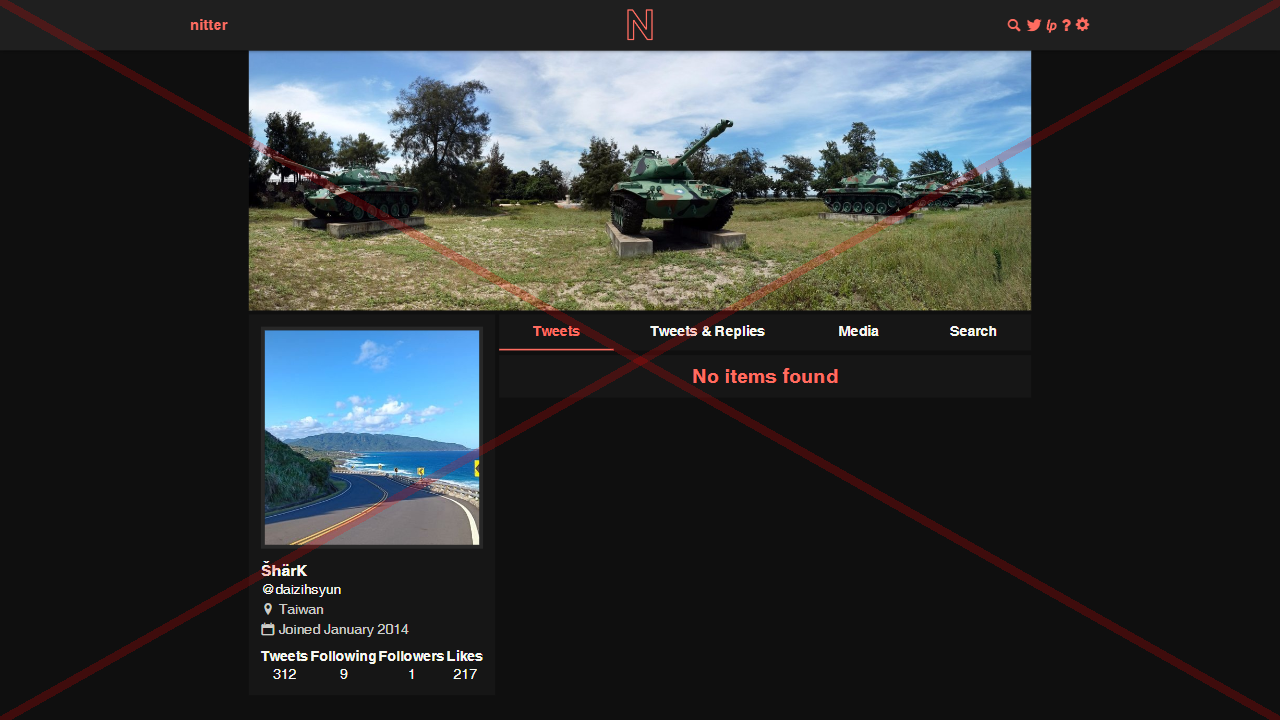 nitter
N
lp ?
Tweets
Tweets & Replies
Media
Search
No items found
ŠhärK
@daizihsyun
Taiwan
Joined January 2014
Tweets Following Followers Likes
312 9 1 217